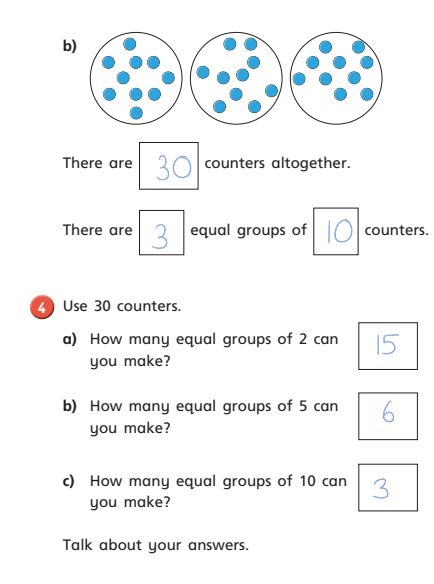 b)
There are 30 counters altogether.
There are 3 equal groups of 10 counters.
4 Use 30 counters.
a) How many equal groups of 2 can 15
you make?
b) How many equal groups of 5 can 6
you make?
c) How many equal groups of 10 can 3
you make?
Talk about your answers.